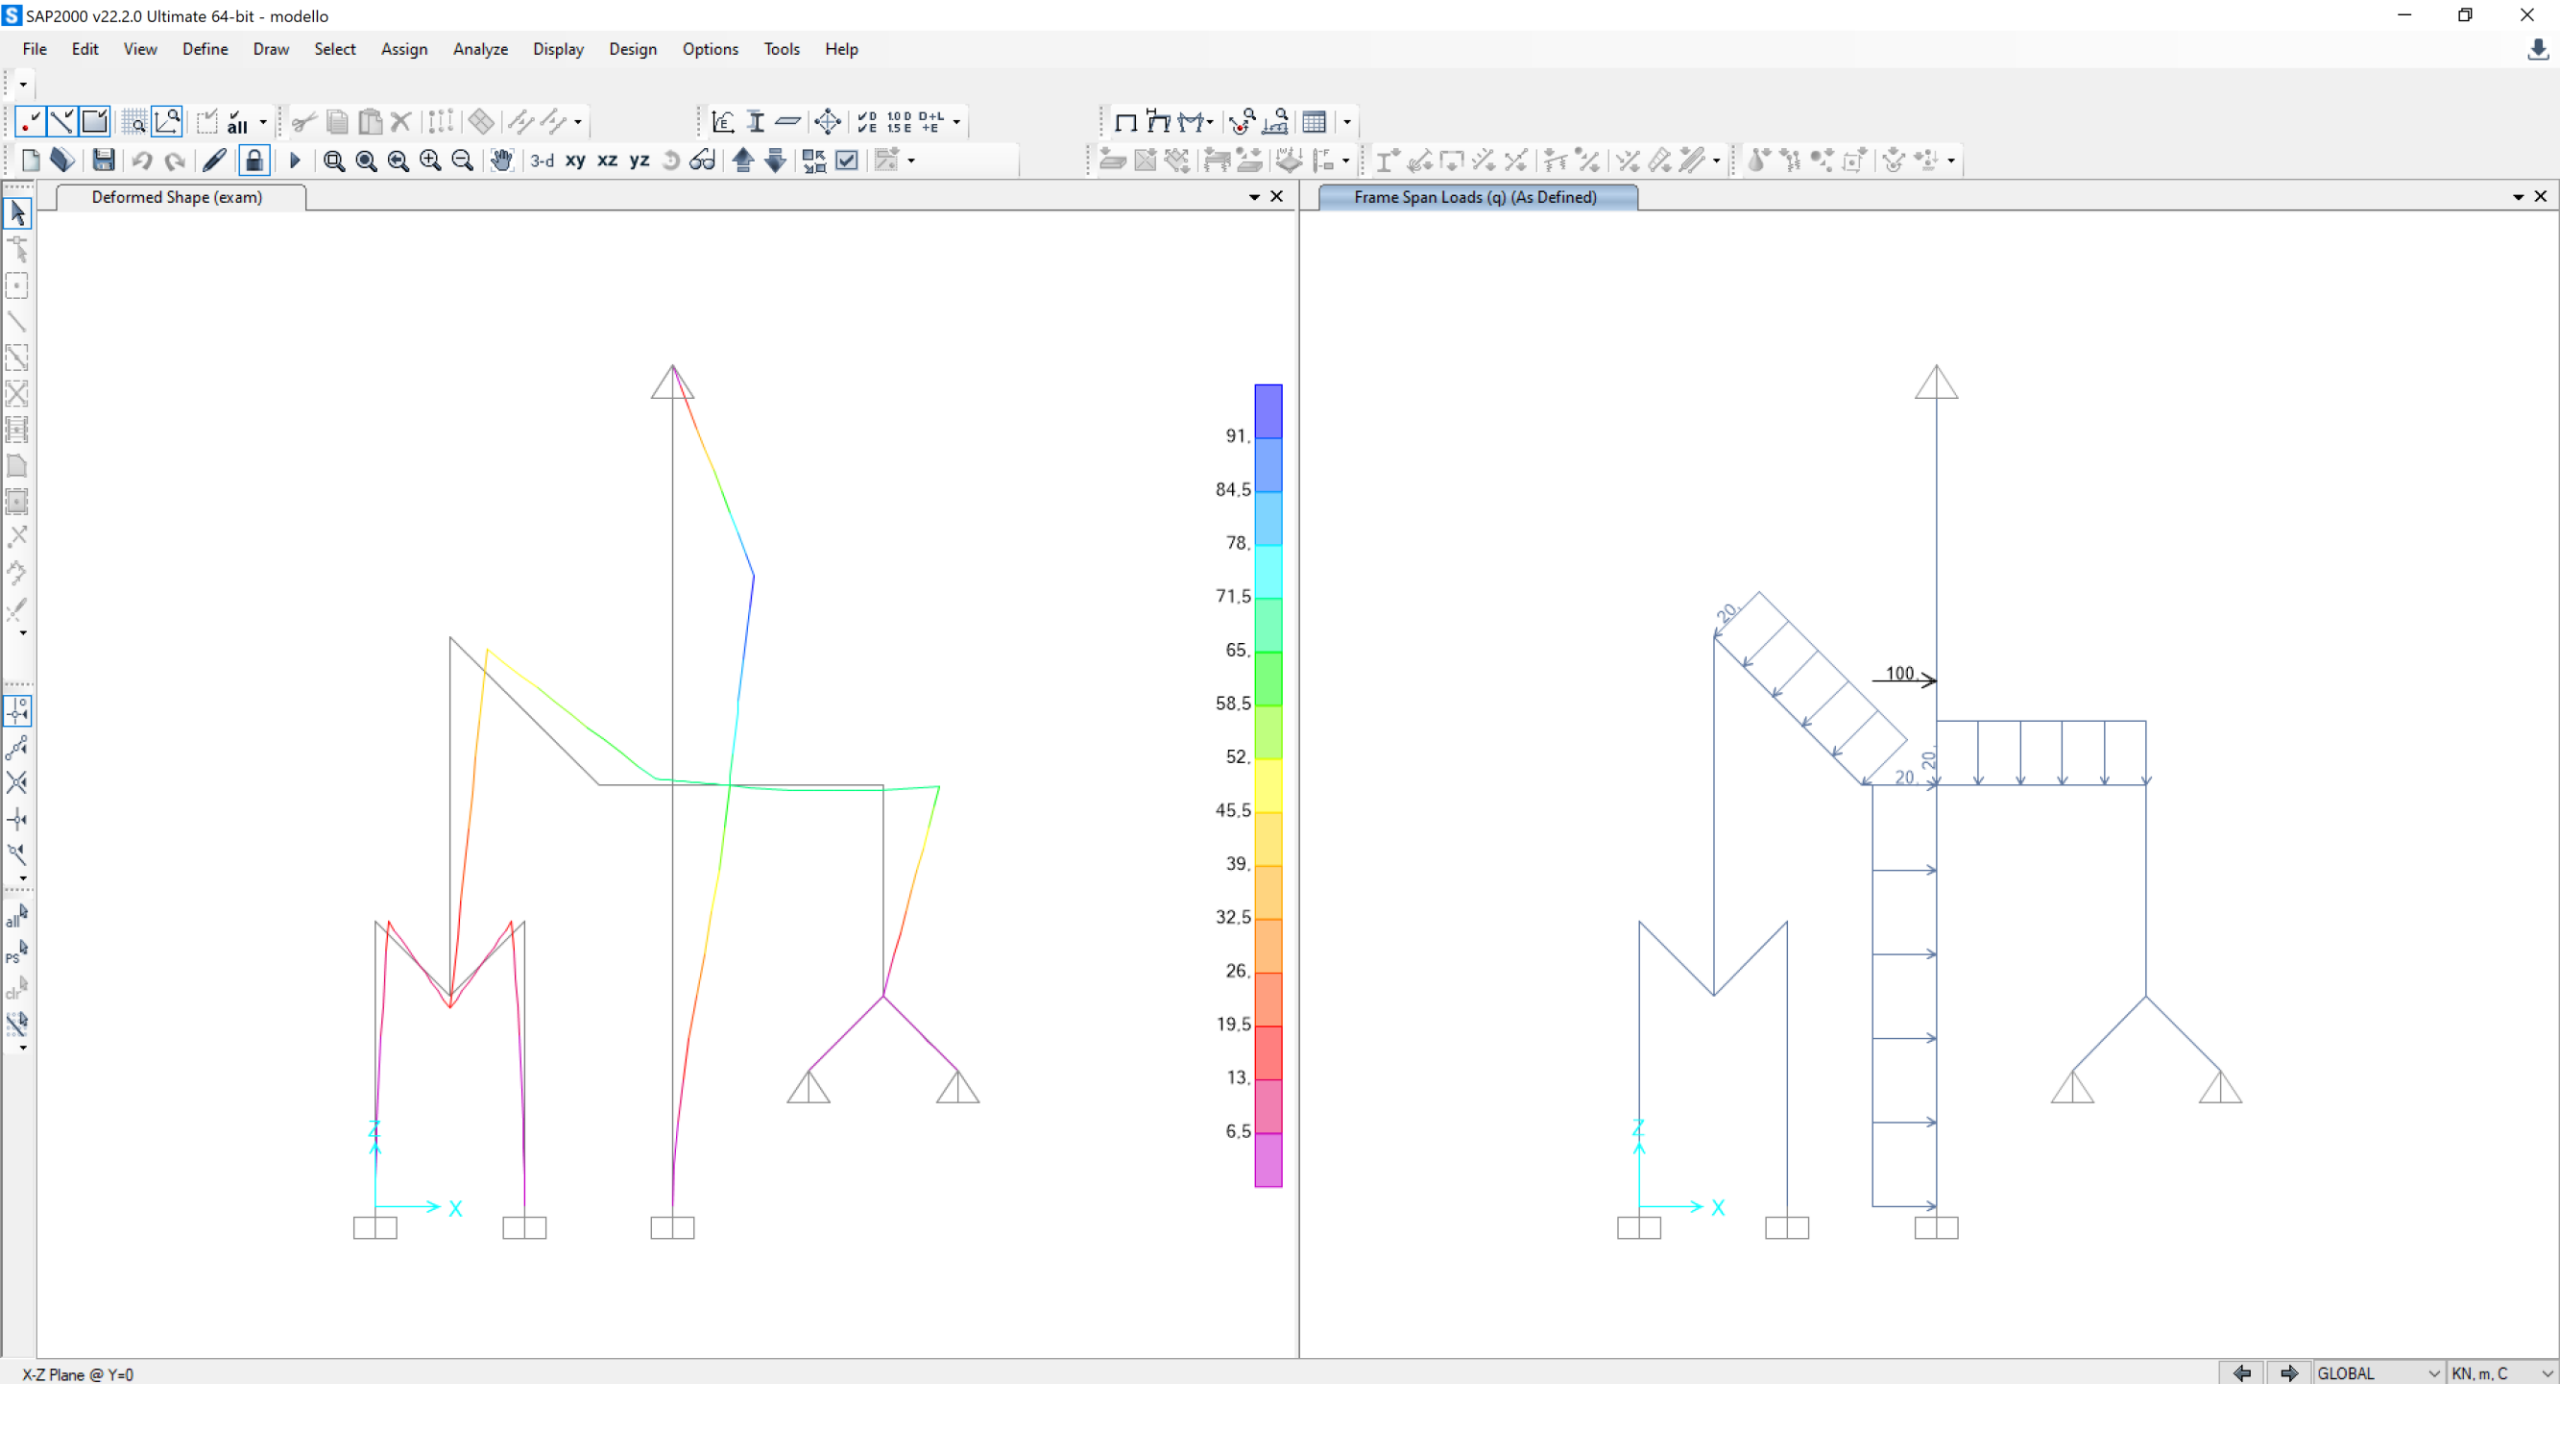 SAP2000 v22.2.0 Ultimate 64-bit - modello
File Edit View Define Draw Select Assign Analyze Display Design Options Tools Help
all
3-d xy xz yz
Deformed Shape (exam)
Frame Span Loads (q) (As Defined)
91,
84,5
78,
71,5
65,
58,5
52,
45,5
39,
32,5
26,
19,5
13,
6,5
Z
X
20,
100,
20,
20,
Z
X
all
PS
clr
X-Z Plane @ Y=0
GLOBAL
KN, m, C